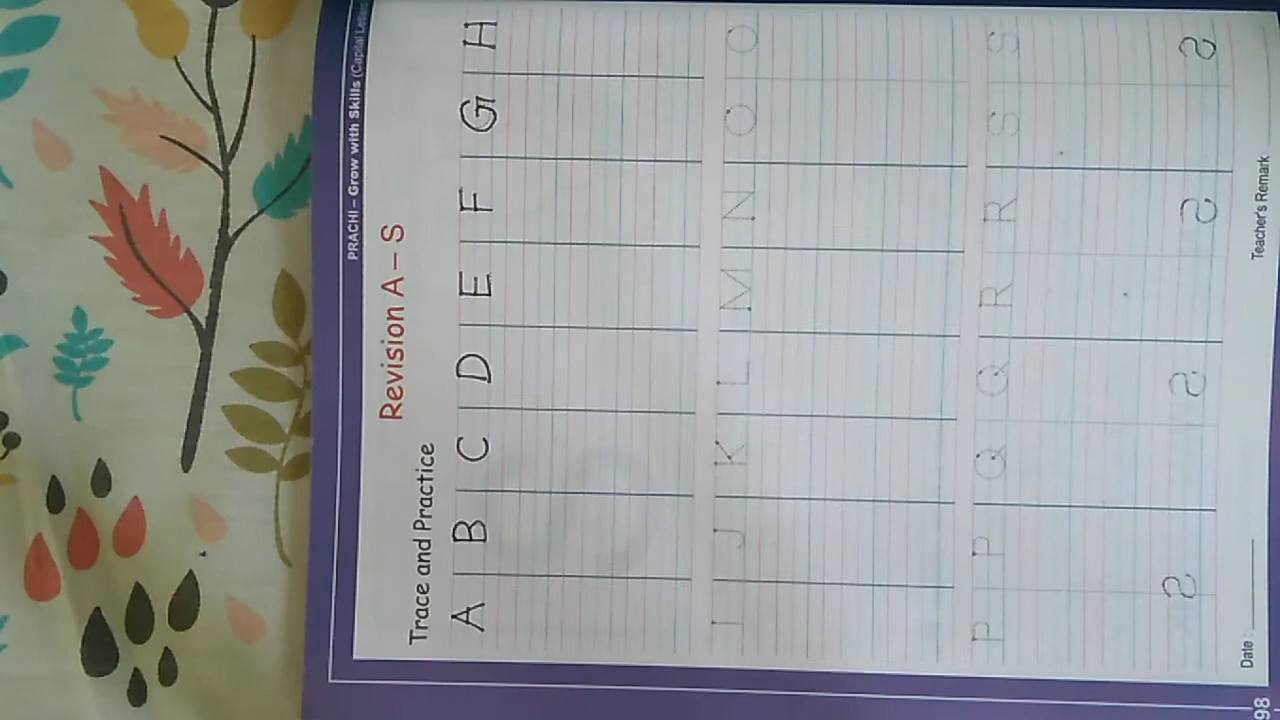 PRACHI – Grow with Skills (Capital Letters
Revision A – S
Trace and Practice
A B C D E F G H
I J K L M N O O
P P Q Q R R S S
S S S S
Date :
Teacher's Remark
98